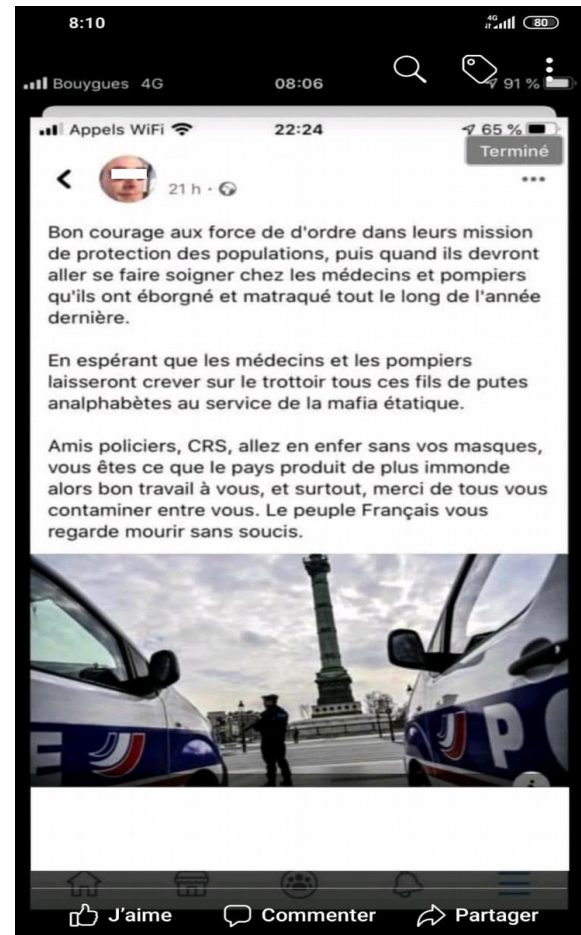 8:10
4G
80
Bouygues 4G
08:06
91 %
Appels WiFi
22:24
65 %
Terminé
21 h
Bon courage aux force de d'ordre dans leurs mission
de protection des populations, puis quand ils devront
aller se faire soigner chez les médecins et pompiers
qu'ils ont éborgné et matraqué tout le long de l'année
dernière.
En espérant que les médecins et les pompiers
laisseront crever sur le trottoir tous ces fils de putes
analphabètes au service de la mafia étatique.
Amis policiers, CRS, allez en enfer sans vos masques,
vous êtes ce que le pays produit de plus immonde
alors bon travail à vous, et surtout, merci de tous vous
contaminer entre vous. Le peuple Français vous
regarde mourir sans soucis.
E
P
J'aime
Commenter
Partager